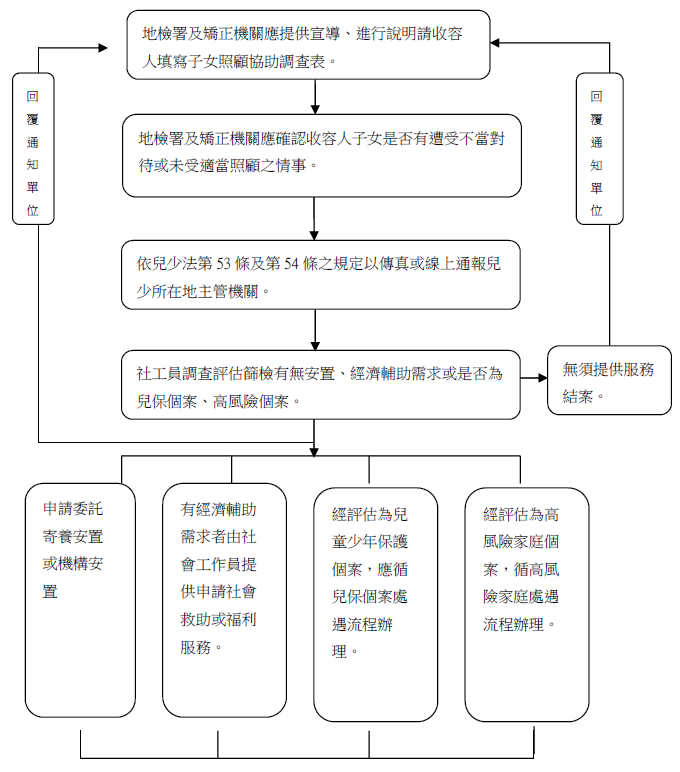 地檢署及矯正機關應提供宣導、進行說明請收容
人填寫子女照顧協助調查表。
回
覆
通
知
單
位
回
覆
通
知
單
位
地檢署及矯正機關應確認收容人子女是否有遭受不當對
待或未受適當照顧之情事。
依兒少法第 53 條及第 54 條之規定以傳真或線上通報兒
少所在地主管機關。
社工員調查評估篩檢有無安置、經濟輔助需求或是否為
兒保個案、高風險個案。
無須提供服務
結案。
申請委託
寄養安置
或機構安
置
有經濟輔助
需求者由社
會工作員提
供申請社會
救助或福利
服務。
經評估為兒
童少年保護
個案，應循
兒保個案處
遇流程辦
理。
經評估為高
風險家庭個
案，循高風
險家庭處遇
流程辦理。